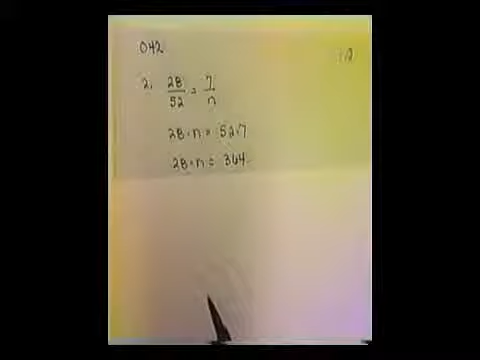 042
2. 28/52 = 7/n
28·n = 52·7
28·n = 364